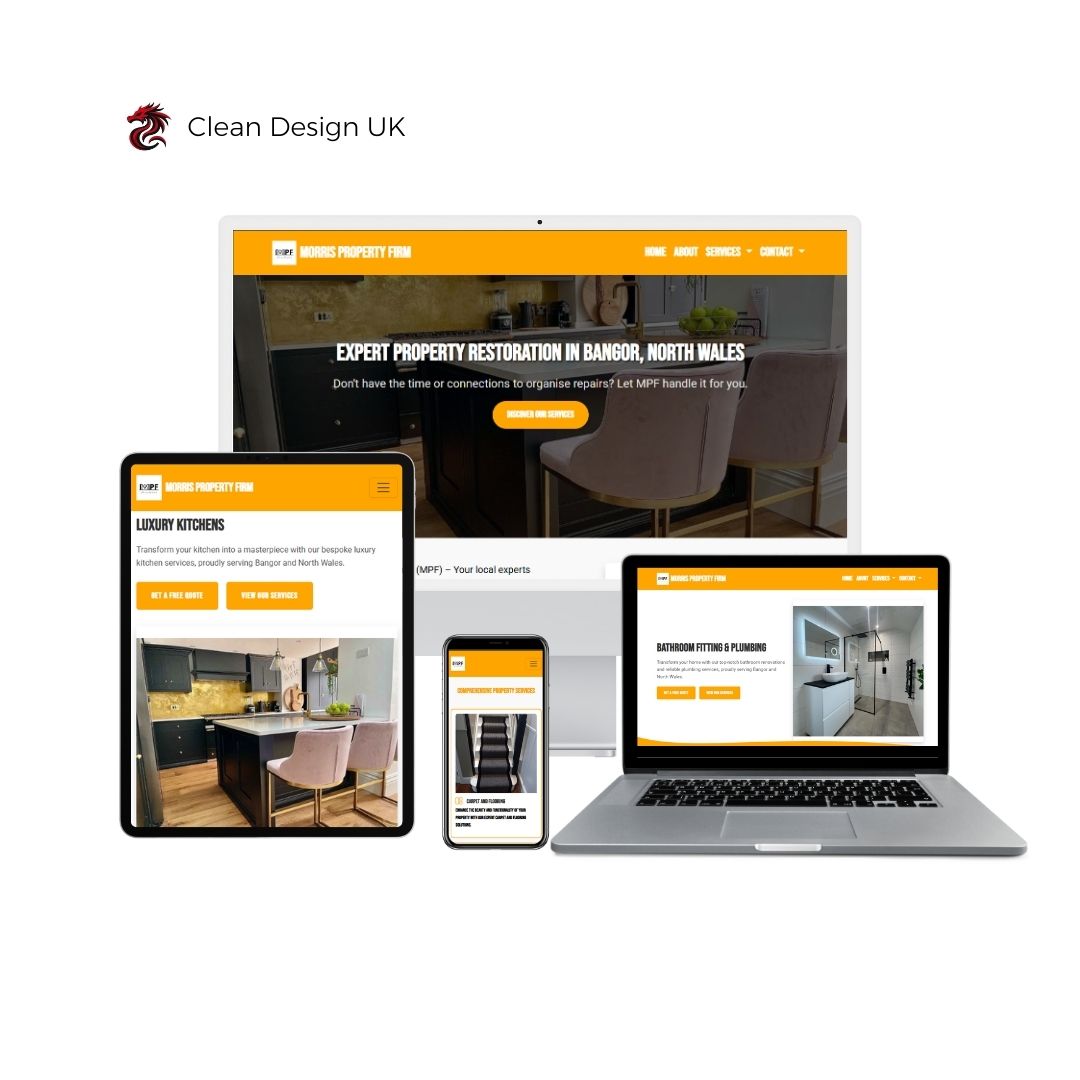 Clean Design UK
MPF MORRIS PROPERTY FIRM
HOME ABOUT SERVICES CONTACT
EXPERT PROPERTY RESTORATION IN BANGOR, NORTH WALES
Don't have the time or connections to organise repairs? Let MPF handle it for you.
DISCOVER OUR SERVICES
(MPF) – Your local experts
MPF MORRIS PROPERTY FIRM
LUXURY KITCHENS
Transform your kitchen into a masterpiece with our bespoke luxury
kitchen services, proudly serving Bangor and North Wales.
GET A FREE QUOTE VIEW OUR SERVICES
MPF
COMPREHENSIVE PROPERTY SERVICES
CARPET AND FLOORING
ENHANCE THE BEAUTY AND FUNCTIONALITY OF YOUR
PROPERTY WITH OUR EXPERT CARPET AND FLOORING
SOLUTIONS.
MPF MORRIS PROPERTY FIRM
HOME ABOUT SERVICES CONTACT
BATHROOM FITTING & PLUMBING
Transform your home with our top-notch bathroom renovations
and reliable plumbing services, proudly serving Bangor and
North Wales.
GET A FREE QUOTE VIEW OUR SERVICES